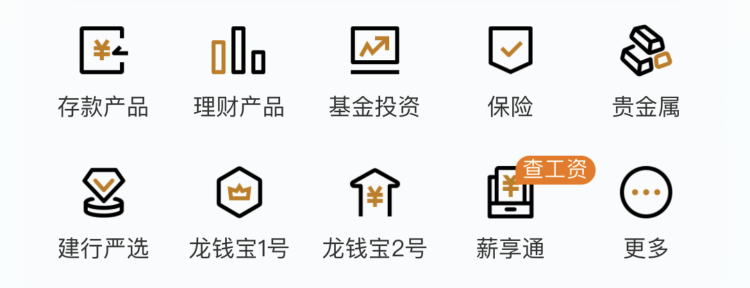 存款产品
理财产品
基金投资
保险
贵金属
查工资
建行严选
龙钱宝1号
龙钱宝2号
薪享通
更多